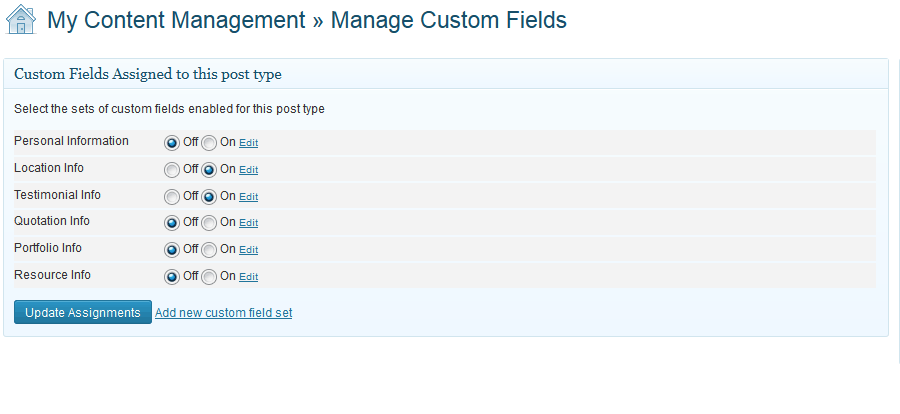 My Content Management » Manage Custom Fields
Custom Fields Assigned to this post type
Select the sets of custom fields enabled for this post type
Personal Information Off On Edit
Location Info Off On Edit
Testimonial Info Off On Edit
Quotation Info Off On Edit
Portfolio Info Off On Edit
Resource Info Off On Edit
Update Assignments Add new custom field set